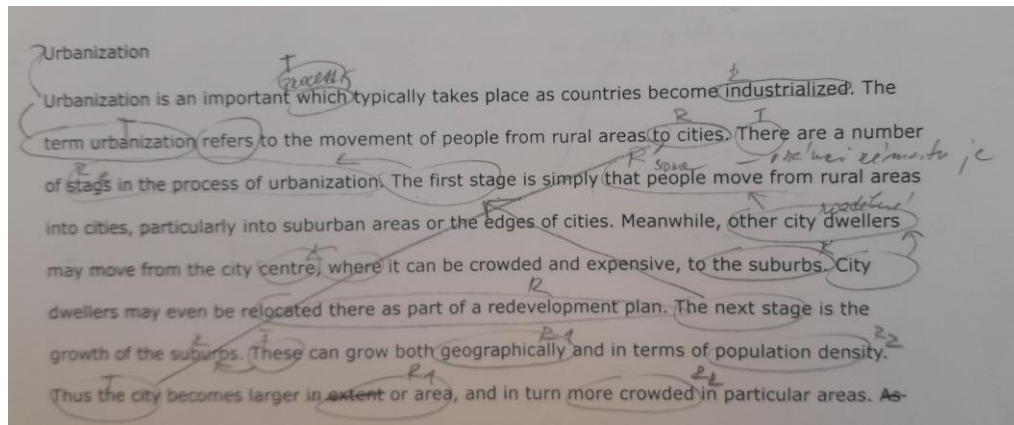 Urbanization
T
process
R
Urbanization is an important which typically takes place as countries become industrialized. The
T R T
term urbanization refers to the movement of people from rural areas to cities. There are a number
R R some
of stags in the process of urbanization. The first stage is simply that people move from rural areas
into cities, particularly into suburban areas or the edges of cities. Meanwhile, other city dwellers
may move from the city centre, where it can be crowded and expensive, to the suburbs. City
R
dwellers may even be relocated there as part of a redevelopment plan. The next stage is the
T R1 R2
growth of the suburbs. These can grow both geographically and in terms of population density.
T R1 R2
Thus the city becomes larger in extent or area, and in turn more crowded in particular areas. As